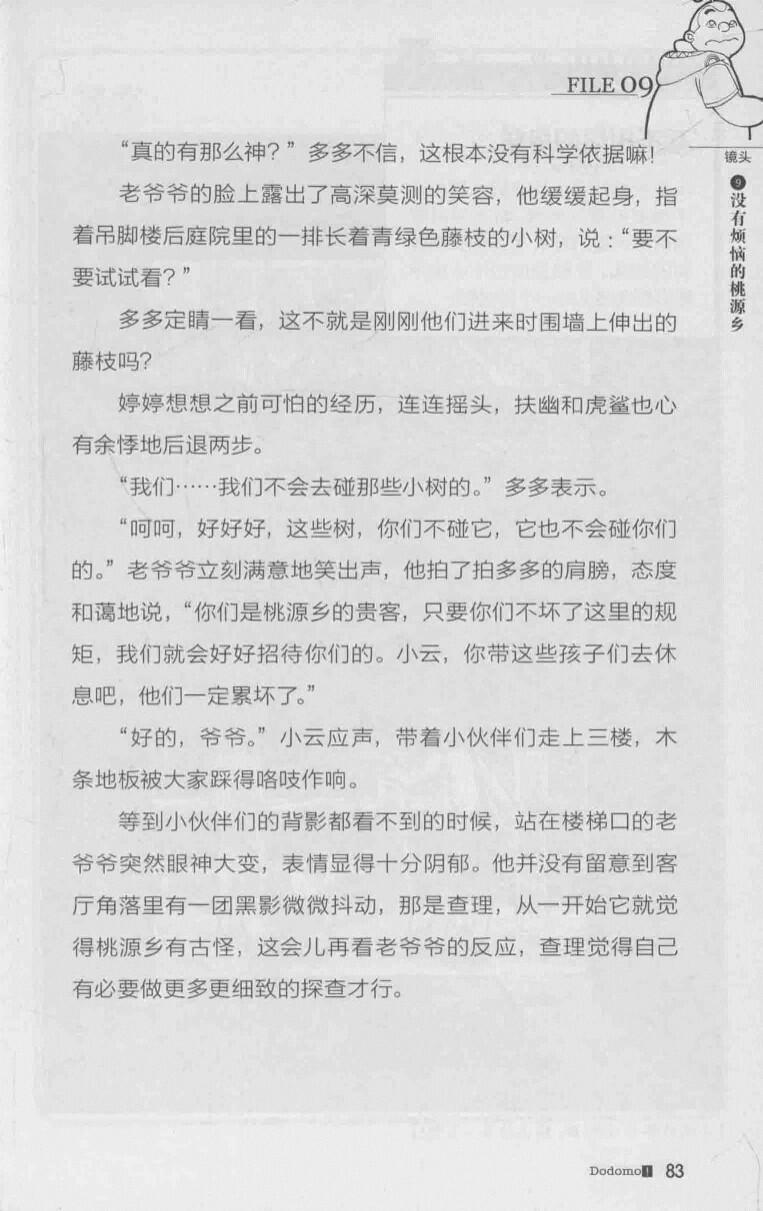 FILE 09
镜头
❾没有烦恼的桃源乡
“真的有那么神？”多多不信，这根本没有科学依据嘛！
老爷爷的脸上露出了高深莫测的笑容，他缓缓起身，指
着吊脚楼后庭院里的一排长着青绿色藤枝的小树，说：“要不
要试试看？”
多多定睛一看，这不就是刚刚他们进来时围墙上伸出的
藤枝吗？
婷婷想想之前可怕的经历，连连摇头，扶幽和虎鲨也心
有余悸地后退两步。
“我们……我们不会去碰那些小树的。”多多表示。
“呵呵，好好好，这些树，你们不碰它，它也不会碰你们
的。”老爷爷立刻满意地笑出声，他拍了拍多多的肩膀，态度
和蔼地说，“你们是桃源乡的贵客，只要你们不坏了这里的规
矩，我们就会好好招待你们的。小云，你带这些孩子们去休
息吧，他们一定累坏了。”
“好的，爷爷。”小云应声，带着小伙伴们走上三楼，木
条地板被大家踩得咯吱作响。
等到小伙伴们的背影都看不到的时候，站在楼梯口的老
爷爷突然眼神大变，表情显得十分阴郁。他并没有留意到客
厅角落里有一团黑影微微抖动，那是查理，从一开始它就觉
得桃源乡有古怪，这会儿再看老爷爷的反应，查理觉得自己
有必要做更多更细致的探查才行。
Dodomo! 83